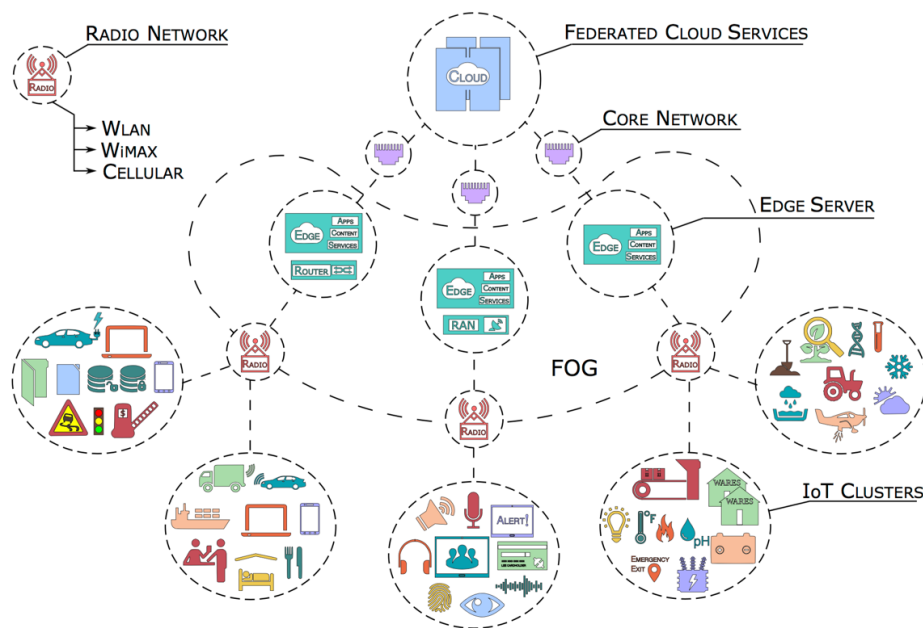 RADIO NETWORK
RADIO
WLAN
WIMAX
CELLULAR
FEDERATED CLOUD SERVICES
CLOUD
CORE NETWORK
EDGE SERVER
EDGE
APPS
CONTENT
SERVICES
ROUTER
EDGE
APPS
CONTENT
SERVICES
RAN
EDGE
APPS
CONTENT
SERVICES
RADIO
RADIO
RADIO
FOG
$
ALERT!
WARES
WARES
°F
pH
EMERGENCY
EXIT
IOT CLUSTERS